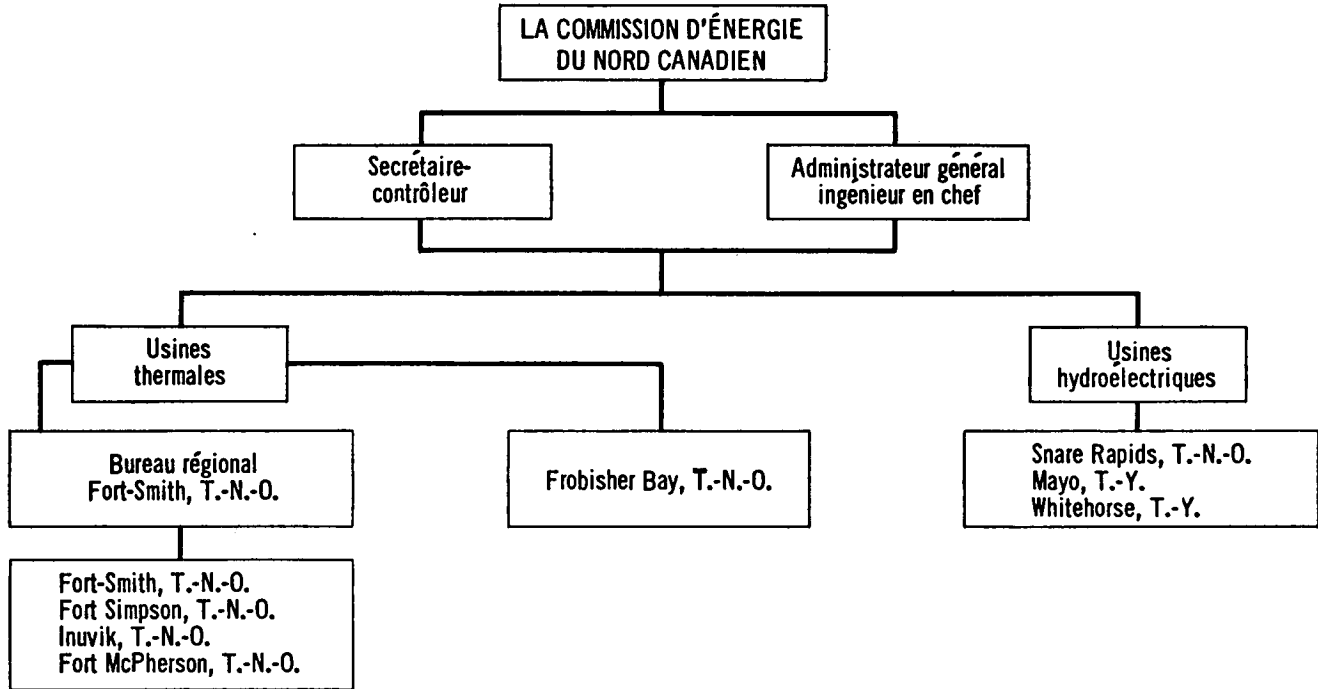 LA COMMISSION D'ÉNERGIE
DU NORD CANADIEN
Secrétaire-
contrôleur
Administrateur général
ingénieur en chef
Usines
thermales
Usines
hydroélectriques
Bureau régional
Fort-Smith, T.-N.-O.
Frobisher Bay, T.-N.-O.
Snare Rapids, T.-N.-O.
Mayo, T.-Y.
Whitehorse, T.-Y.
Fort-Smith, T.-N.-O.
Fort Simpson, T.-N.-O.
Inuvik, T.-N.-O.
Fort McPherson, T.-N.-O.